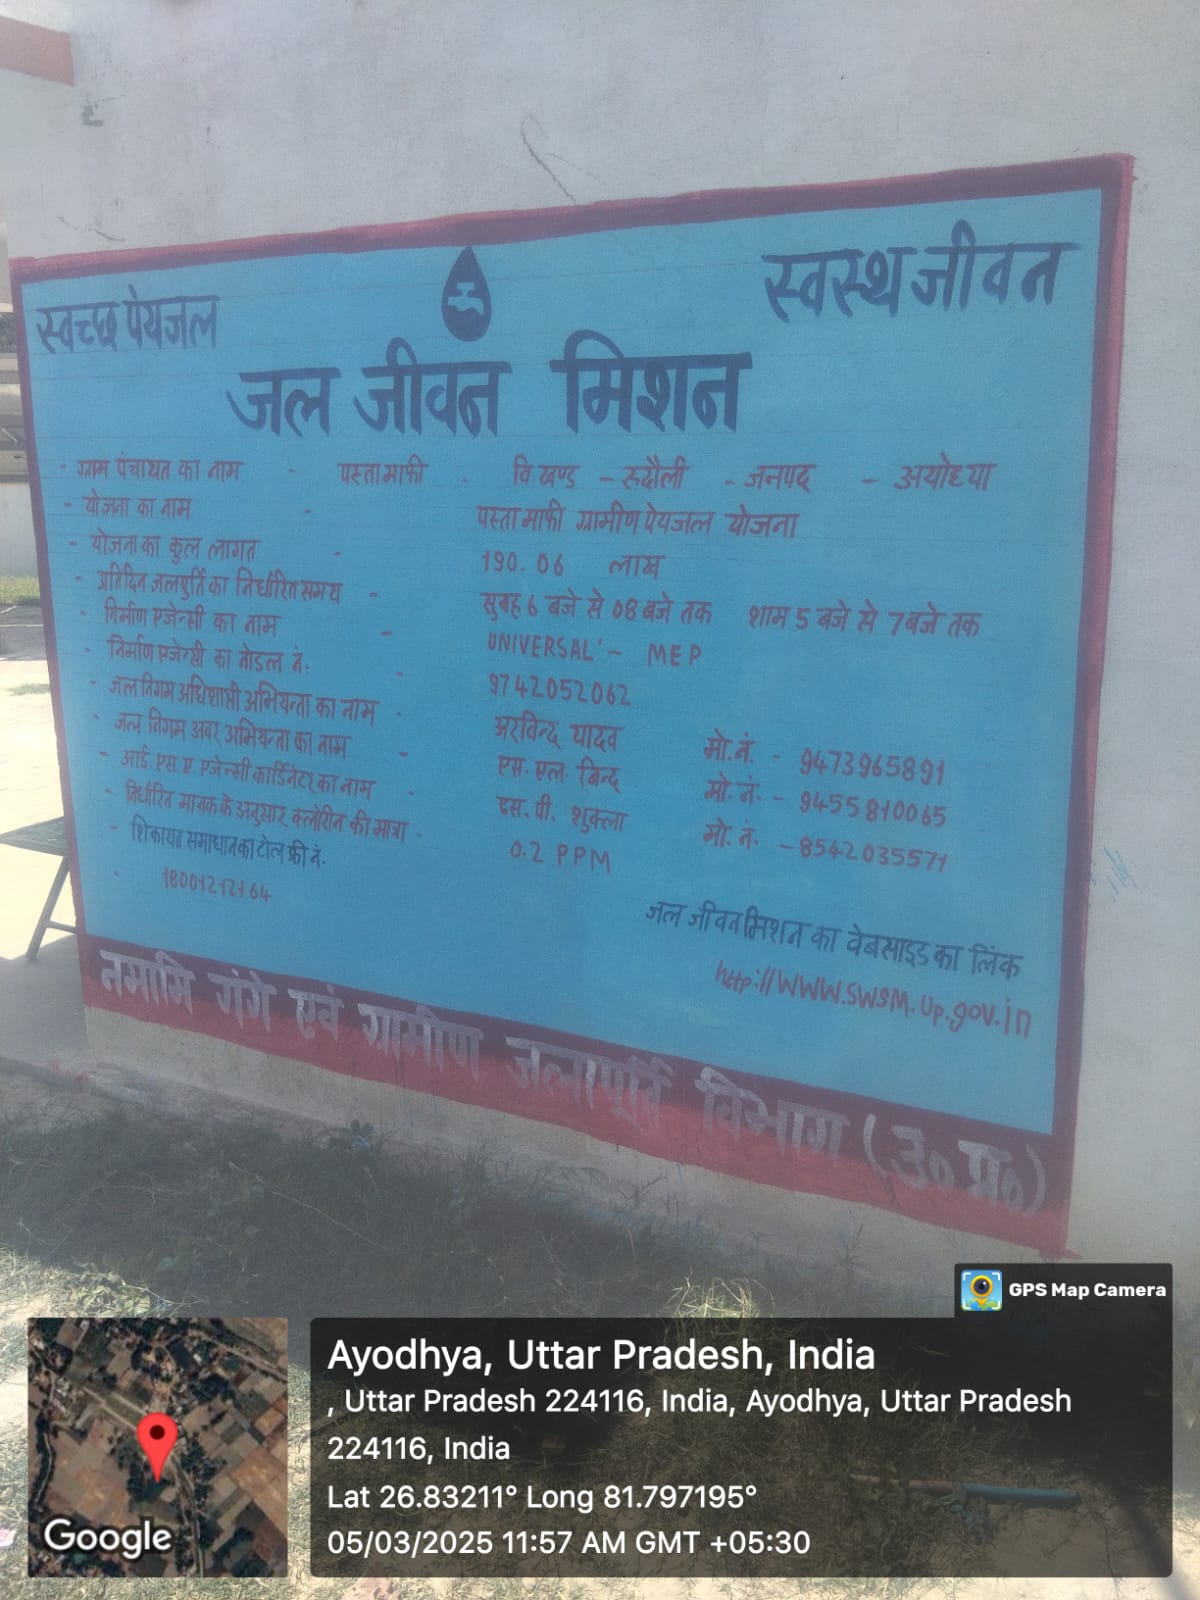 स्वच्छ पेयजल
स्वस्थ जीवन
जल जीवन मिशन
- ग्राम पंचायत का नाम - पस्तामाफी - वि.खण्ड - रुदौली - जनपद - अयोध्या
- योजना का नाम - पस्तामाफी ग्रामीण पेयजल योजना
- योजना का कुल लागत - 190.06 लाख
- प्रतिदिन जलपुर्ति का निर्धारित समय - सुबह 6 बजे से 08 बजे तक शाम 5 बजे से 7 बजे तक
- निर्माण एजेन्सी का नाम - UNIVERSAL'- MEP
- निर्माण एजेन्सी का नोडल नं. - 9742052062
- जल निगम अधिशासी अभियन्ता का नाम - अरविन्द यादव मो.नं. - 9473965891
- जल निगम अवर अभियन्ता का नाम - एस. एल. बिन्द मो.नं. - 9455810065
- आई. एस. ए. एजेन्सी कार्डिनेटर का नाम - एस. पी. शुक्ला मो.नं. - 8542035571
- निर्धारित मानक के अनुसार क्लोरीन की मात्रा - 0.2 PPM
- शिकायत समाधान का टोल फ्री नं.
- 18001212164
जल जीवन मिशन का वेबसाइड का लिंक
http://WWW.SWSM.Up.gov.in
नमामि गंगे एवं ग्रामीण जलापूर्ति विभाग (उ० प्र०)
GPS Map Camera
Ayodhya, Uttar Pradesh, India
, Uttar Pradesh 224116, India, Ayodhya, Uttar Pradesh
224116, India
Lat 26.83211° Long 81.797195°
05/03/2025 11:57 AM GMT +05:30
Google